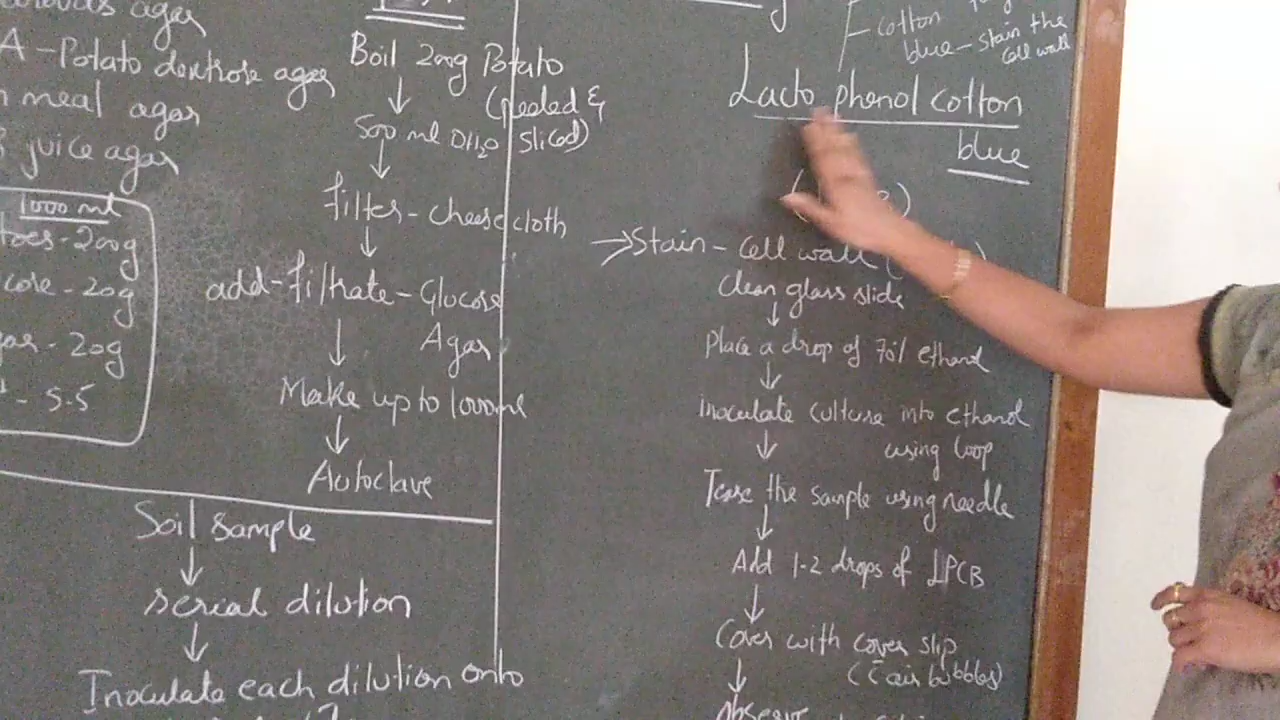 agar
A - Potato dextrose agar
meal agar
juice agar
1000 ml
toes - 200g
cose - 20g
gar - 20g
- 5.5
Boil 200g Potato
(peeled &
sliced)
500 ml DH2O
filter - cheese cloth
add - filtrate - Glucose
Agar
Make up to 1000ml
Autoclave
Soil sample
serial dilution
Inoculate each dilution onto
cotton
blue - stain the
cell wall
Lacto phenol cotton
blue
→ Stain - cell wall (
clean glass slide
Place a drop of 70% ethanol
Inoculate culture into ethanol
using loop
Tease the sample using needle
Add 1-2 drops of LPCB
Cover with cover slip
(c̄ air bubbles)
Observe